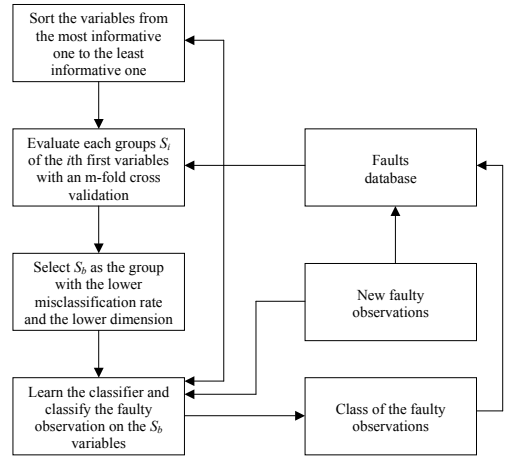 Sort the variables from
the most informative
one to the least
informative one
Evaluate each groups Si
of the ith first variables
with an m-fold cross
validation
Faults
database
Select Sb as the group
with the lower
misclassification rate
and the lower dimension
New faulty
observations
Learn the classifier and
classify the faulty
observation on the Sb
variables
Class of the faulty
observations